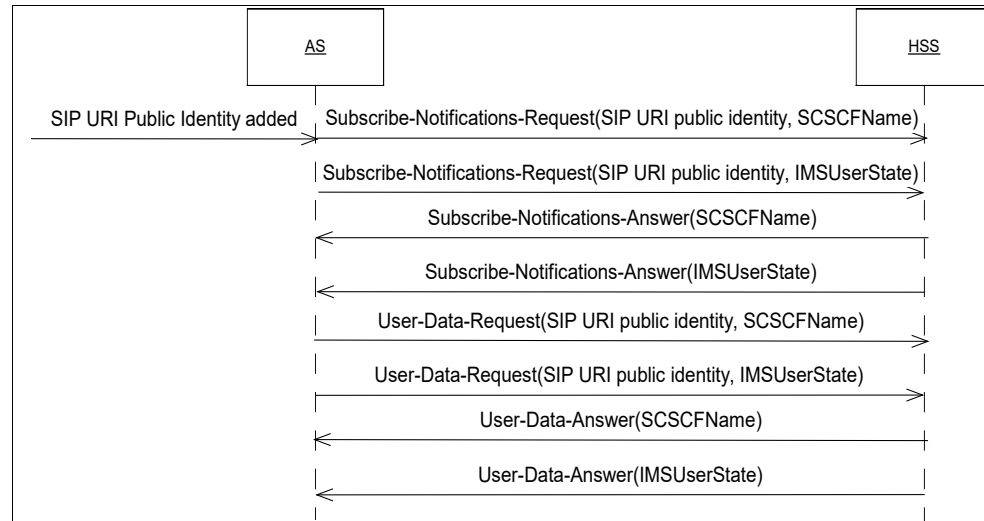 AS
HSS
SIP URI Public Identity added
Subscribe-Notifications-Request(SIP URI public identity, SCSCFName)
Subscribe-Notifications-Request(SIP URI public identity, IMSUserState)
Subscribe-Notifications-Answer(SCSCFName)
Subscribe-Notifications-Answer(IMSUserState)
User-Data-Request(SIP URI public identity, SCSCFName)
User-Data-Request(SIP URI public identity, IMSUserState)
User-Data-Answer(SCSCFName)
User-Data-Answer(IMSUserState)